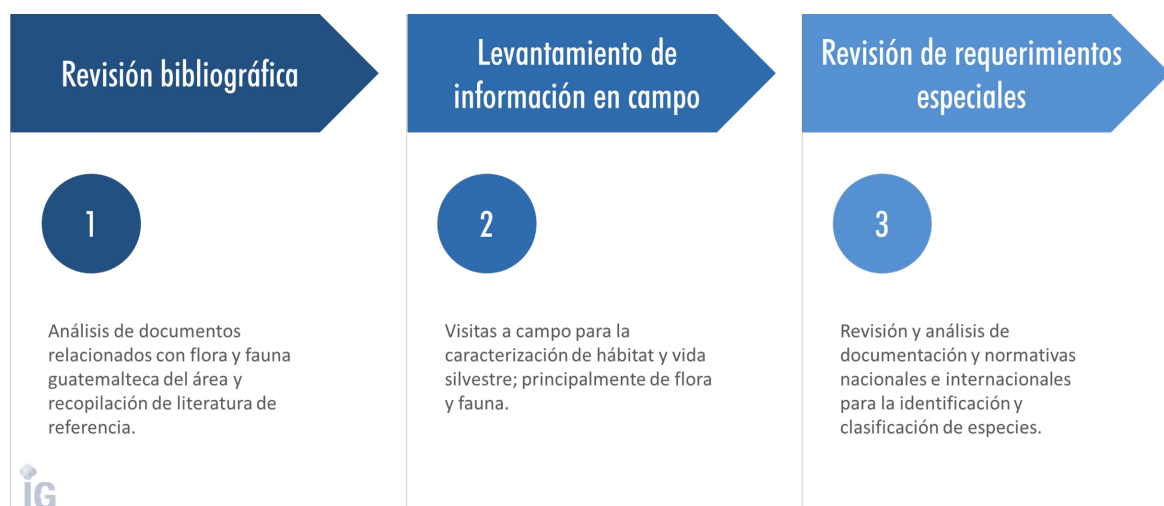 Revisión bibliográfica
1
Análisis de documentos
relacionados con flora y fauna
guatemalteca del área y
recopilación de literatura de
referencia.
Levantamiento de
información en campo
2
Visitas a campo para la
caracterización de hábitat y vida
silvestre; principalmente de flora
y fauna.
Revisión de requerimientos
especiales
3
Revisión y análisis de
documentación y normativas
nacionales e internacionales
para la identificación y
clasificación de especies.
IG